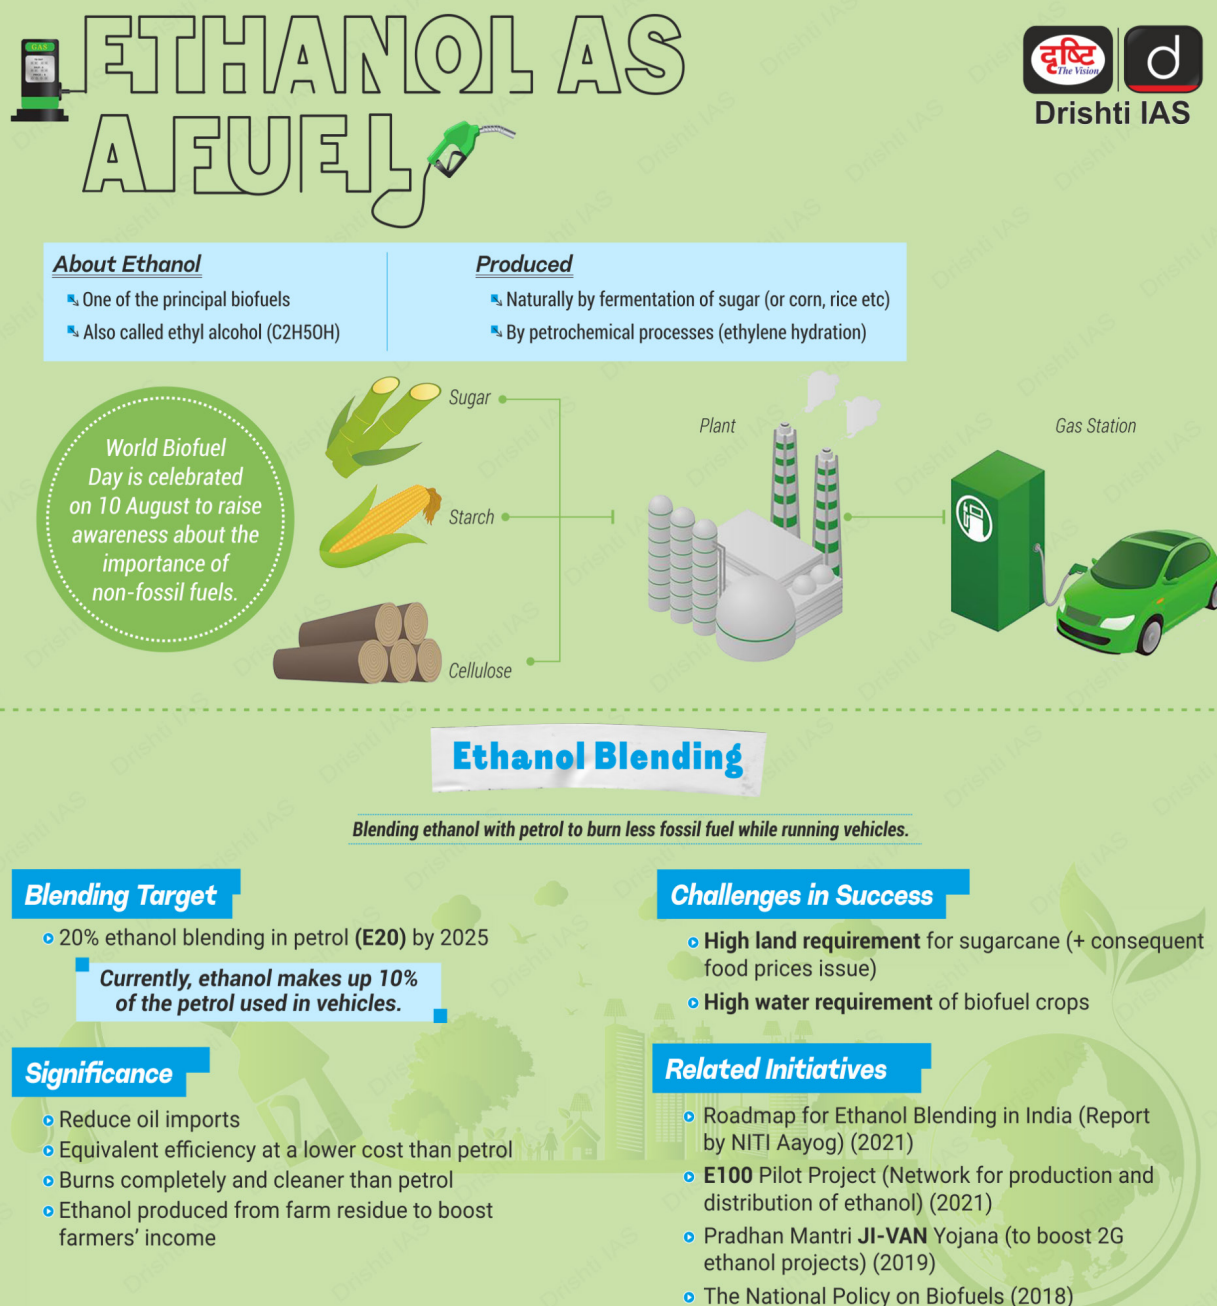 GAS
ETHANOL AS
A FUEL
दृष्टि
The Vision
d
Drishti IAS
About Ethanol
One of the principal biofuels
Also called ethyl alcohol (C2H5OH)
Produced
Naturally by fermentation of sugar (or corn, rice etc)
By petrochemical processes (ethylene hydration)
World Biofuel
Day is celebrated
on 10 August to raise
awareness about the
importance of
non-fossil fuels.
Sugar
Starch
Cellulose
Plant
Gas Station
Ethanol Blending
Blending ethanol with petrol to burn less fossil fuel while running vehicles.
Blending Target
20% ethanol blending in petrol (E20) by 2025
Currently, ethanol makes up 10%
of the petrol used in vehicles.
Significance
Reduce oil imports
Equivalent efficiency at a lower cost than petrol
Burns completely and cleaner than petrol
Ethanol produced from farm residue to boost
farmers' income
Challenges in Success
High land requirement for sugarcane (+ consequent
food prices issue)
High water requirement of biofuel crops
Related Initiatives
Roadmap for Ethanol Blending in India (Report
by NITI Aayog) (2021)
E100 Pilot Project (Network for production and
distribution of ethanol) (2021)
Pradhan Mantri JI-VAN Yojana (to boost 2G
ethanol projects) (2019)
The National Policy on Biofuels (2018)